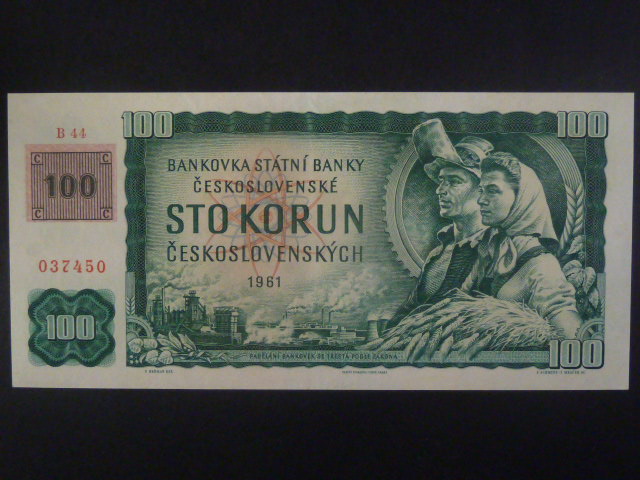 B 44
100
C C
100
C C
037450
100
BANKOVKA STÁTNÍ BANKY
ČESKOSLOVENSKÉ
STO KORUN
ČESKOSLOVENSKÝCH
1961
PADĚLÁNÍ BANKOVEK SE TRESTÁ PODLE ZÁKONA
100
100